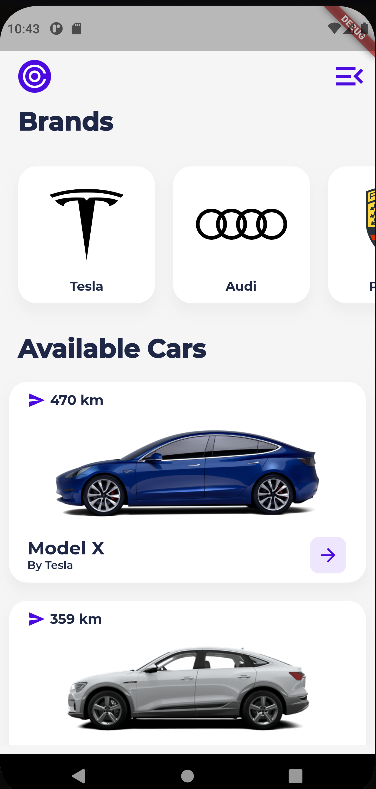 10:43
DEBUG
Brands
Tesla
Audi
P
Available Cars
470 km
Model X
By Tesla
359 km